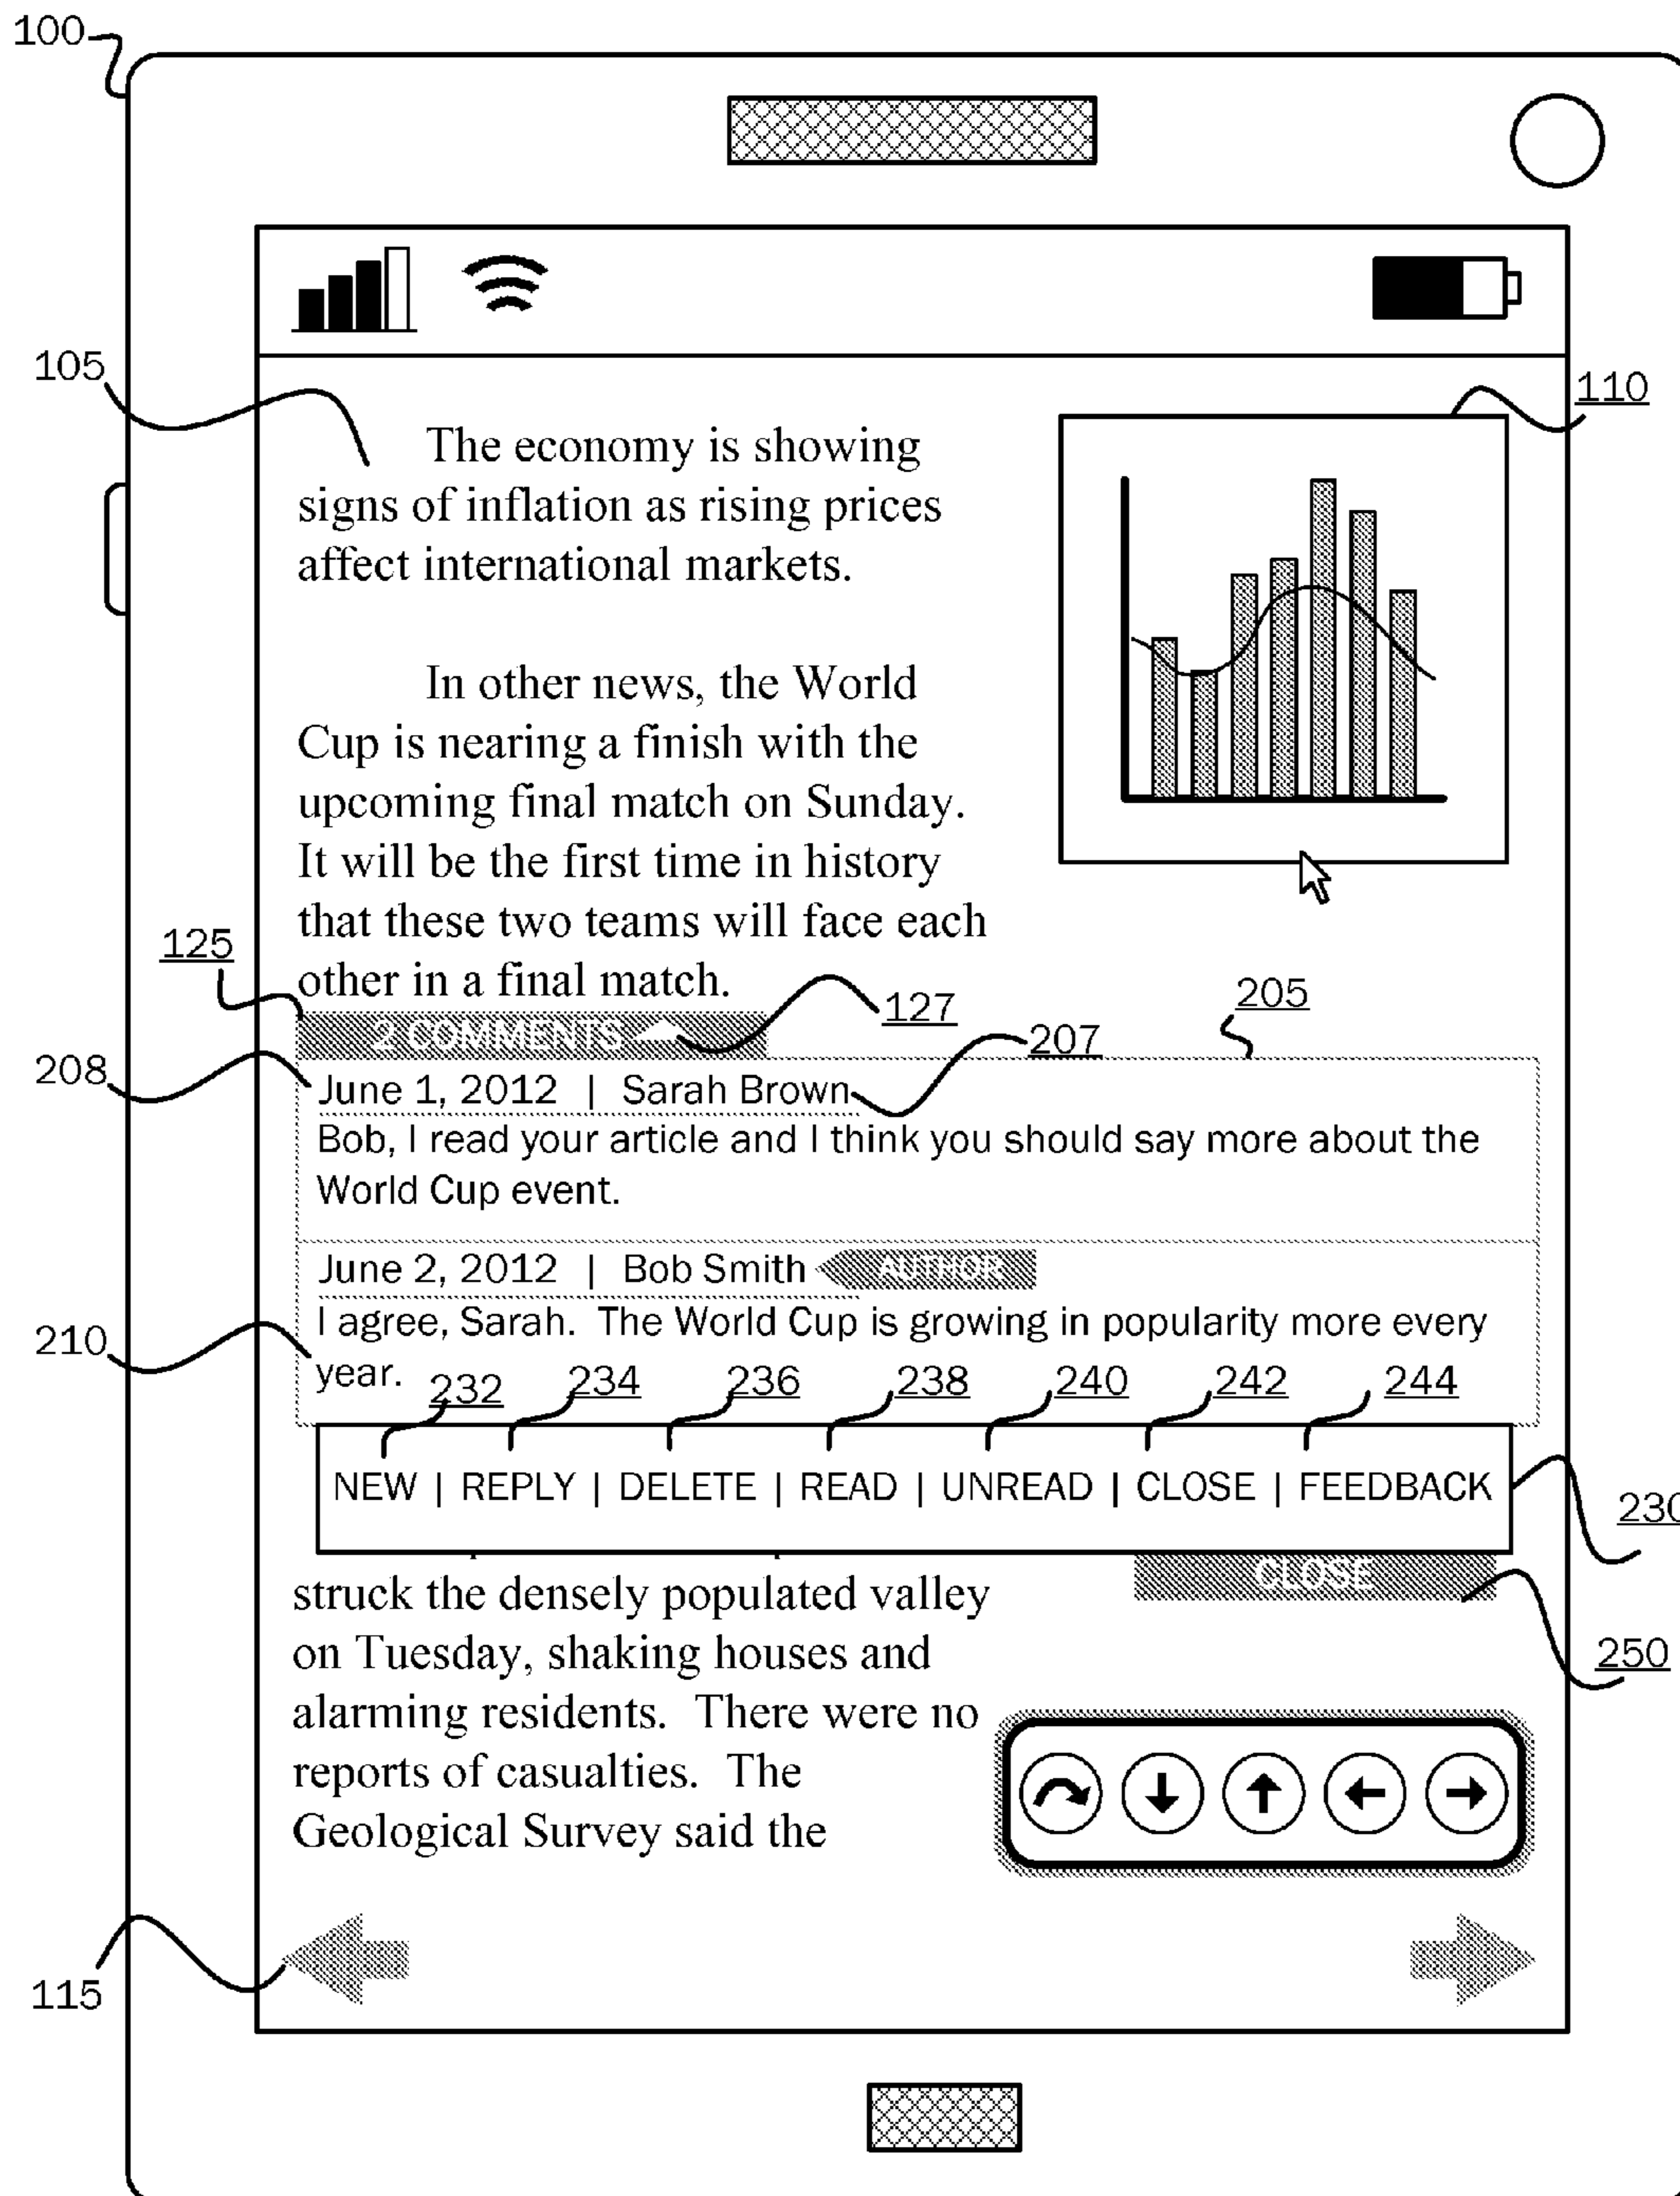 100
105
110
The economy is showing
signs of inflation as rising prices
affect international markets.
In other news, the World
Cup is nearing a finish with the
upcoming final match on Sunday.
It will be the first time in history
that these two teams will face each
other in a final match.
125
127
205
2 COMMENTS
207
208
June 1, 2012 | Sarah Brown
Bob, I read your article and I think you should say more about the
World Cup event.
June 2, 2012 | Bob Smith AUTHOR
I agree, Sarah. The World Cup is growing in popularity more every
year.
210
232 234 236 238 240 242 244
NEW | REPLY | DELETE | READ | UNREAD | CLOSE | FEEDBACK
230
CLOSE
struck the densely populated valley
on Tuesday, shaking houses and
alarming residents. There were no
reports of casualties. The
Geological Survey said the
250
115